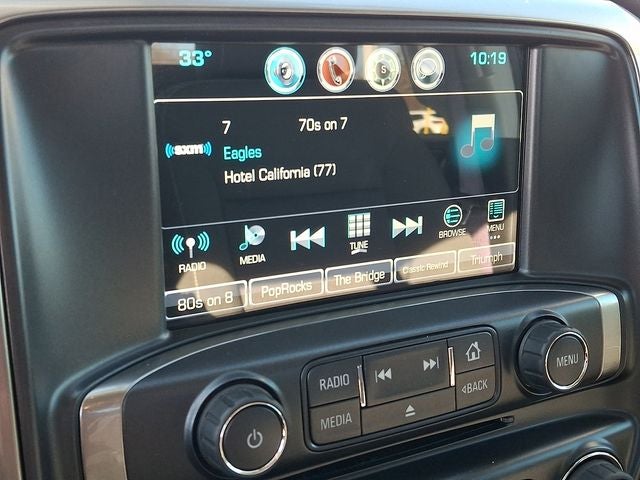 33° 10:19
7 70s on 7
((sxm))
Eagles
Hotel California (77)
RADIO MEDIA TUNE BROWSE MENU
80s on 8 PopRocks The Bridge Classic Rewind Triumph
RADIO
MEDIA
BACK
MENU